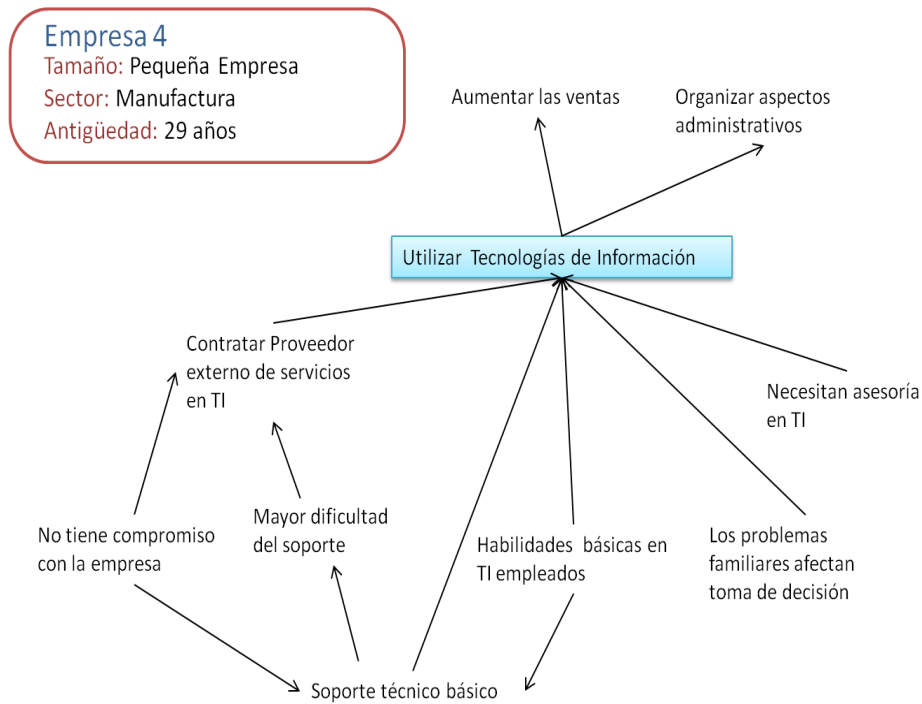 Empresa 4
Tamaño: Pequeña Empresa
Sector: Manufactura
Antigüedad: 29 años
Aumentar las ventas
Organizar aspectos
administrativos
Utilizar Tecnologías de Información
Contratar Proveedor
externo de servicios
en TI
Necesitan asesoría
en TI
No tiene compromiso
con la empresa
Mayor dificultad
del soporte
Habilidades básicas en
TI empleados
Los problemas
familiares afectan
toma de decisión
Soporte técnico básico